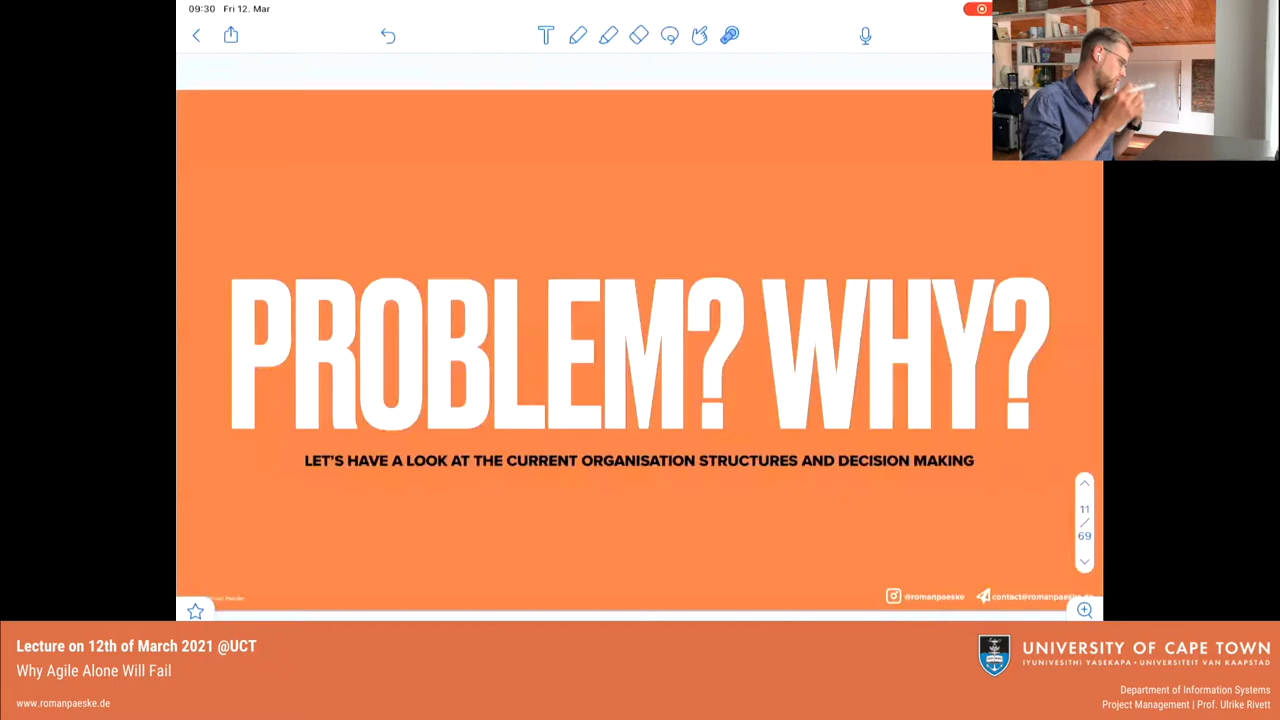 09:30 Fri 12. Mar
PROBLEM? WHY?
LET'S HAVE A LOOK AT THE CURRENT ORGANISATION STRUCTURES AND DECISION MAKING
11
/
69
@romanpaeske
Lecture on 12th of March 2021 @UCT
Why Agile Alone Will Fail
www.romanpaeske.de
UNIVERSITY OF CAPE TOWN
IYUNIVESITHI YASEKAPA • UNIVERSITEIT VAN KAAPSTAD
Department of Information Systems
Project Management | Prof. Ulrike Rivett